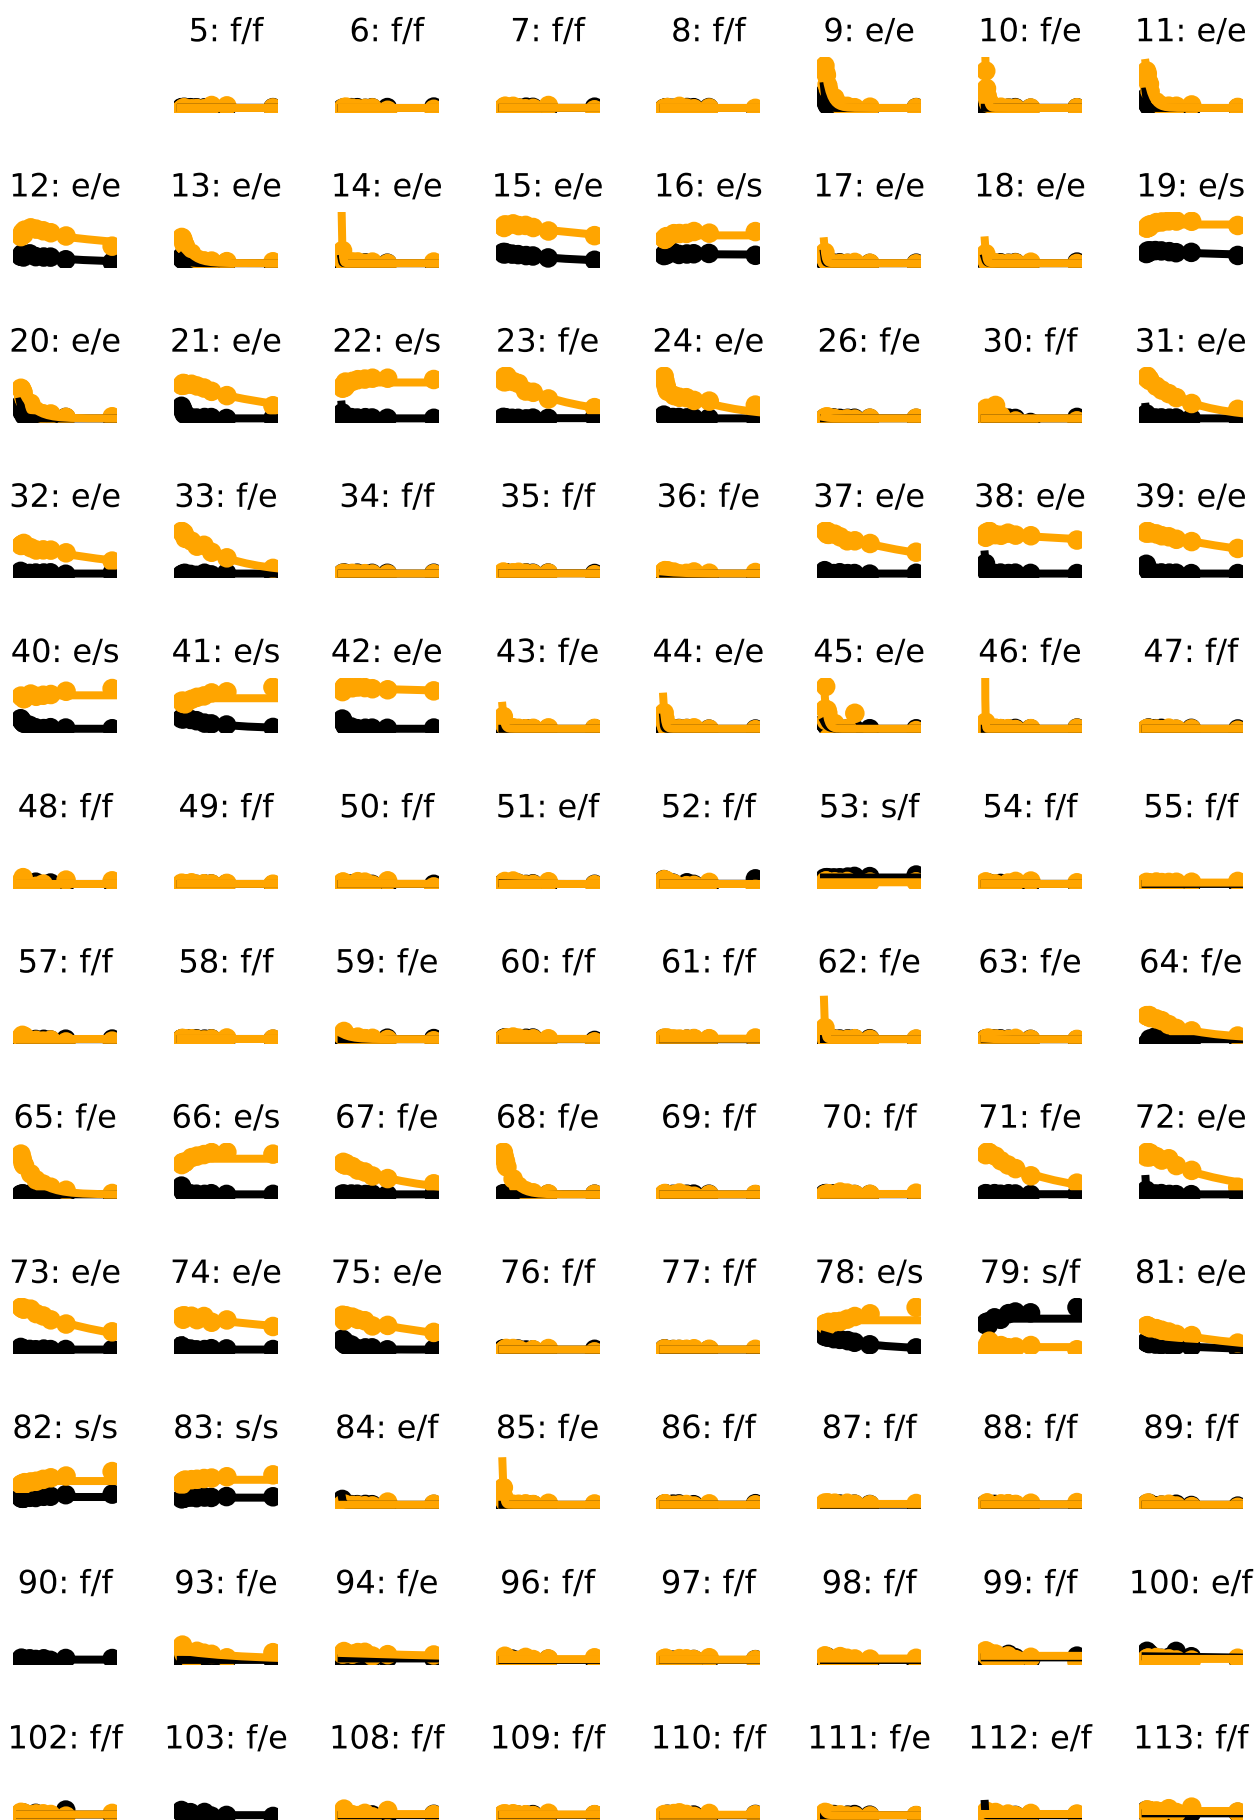 5: f/f 6: f/f 7: f/f 8: f/f 9: e/e 10: f/e 11: e/e
12: e/e 13: e/e 14: e/e 15: e/e 16: e/s 17: e/e 18: e/e 19: e/s
20: e/e 21: e/e 22: e/s 23: f/e 24: e/e 26: f/e 30: f/f 31: e/e
32: e/e 33: f/e 34: f/f 35: f/f 36: f/e 37: e/e 38: e/e 39: e/e
40: e/s 41: e/s 42: e/e 43: f/e 44: e/e 45: e/e 46: f/e 47: f/f
48: f/f 49: f/f 50: f/f 51: e/f 52: f/f 53: s/f 54: f/f 55: f/f
57: f/f 58: f/f 59: f/e 60: f/f 61: f/f 62: f/e 63: f/e 64: f/e
65: f/e 66: e/s 67: f/e 68: f/e 69: f/f 70: f/f 71: f/e 72: e/e
73: e/e 74: e/e 75: e/e 76: f/f 77: f/f 78: e/s 79: s/f 81: e/e
82: s/s 83: s/s 84: e/f 85: f/e 86: f/f 87: f/f 88: f/f 89: f/f
90: f/f 93: f/e 94: f/e 96: f/f 97: f/f 98: f/f 99: f/f 100: e/f
102: f/f 103: f/e 108: f/f 109: f/f 110: f/f 111: f/e 112: e/f 113: f/f